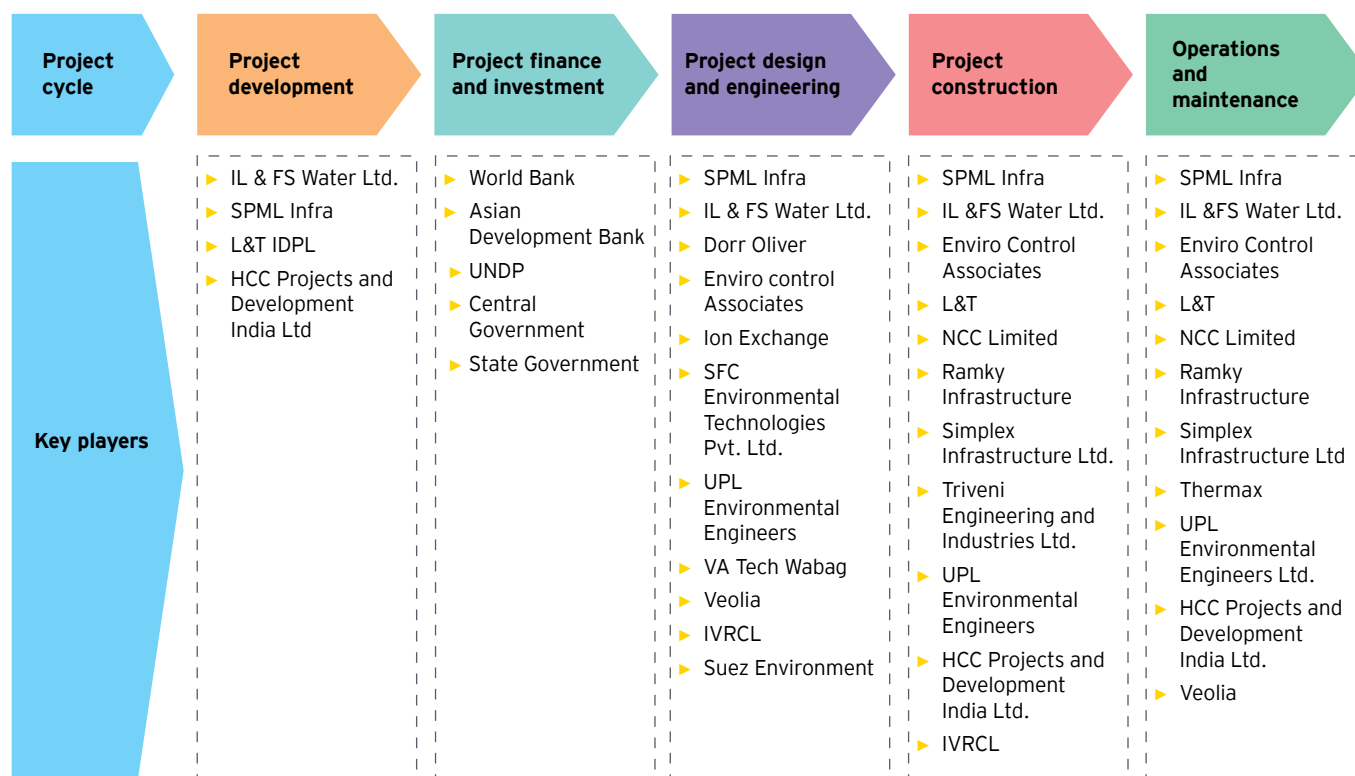 Project
cycle
Project
development
Project finance
and investment
Project design
and engineering
Project
construction
Operations
and
maintenance
Key players
► IL & FS Water Ltd.
► SPML Infra
► L&T IDPL
► HCC Projects and
Development
India Ltd
► World Bank
► Asian
Development Bank
► UNDP
► Central
Government
► State Government
► SPML Infra
► IL & FS Water Ltd.
► Dorr Oliver
► Enviro control
Associates
► Ion Exchange
► SFC
Environmental
Technologies
Pvt. Ltd.
► UPL
Environmental
Engineers
► VA Tech Wabag
► Veolia
► IVRCL
► Suez Environment
► SPML Infra
► IL &FS Water Ltd.
► Enviro Control
Associates
► L&T
► NCC Limited
► Ramky
Infrastructure
► Simplex
Infrastructure Ltd.
► Triveni
Engineering and
Industries Ltd.
► UPL
Environmental
Engineers
► HCC Projects and
Development
India Ltd.
► IVRCL
► SPML Infra
► IL &FS Water Ltd.
► Enviro Control
Associates
► L&T
► NCC Limited
► Ramky
Infrastructure
► Simplex
Infrastructure Ltd
► Thermax
► UPL
Environmental
Engineers Ltd.
► HCC Projects and
Development
India Ltd.
► Veolia